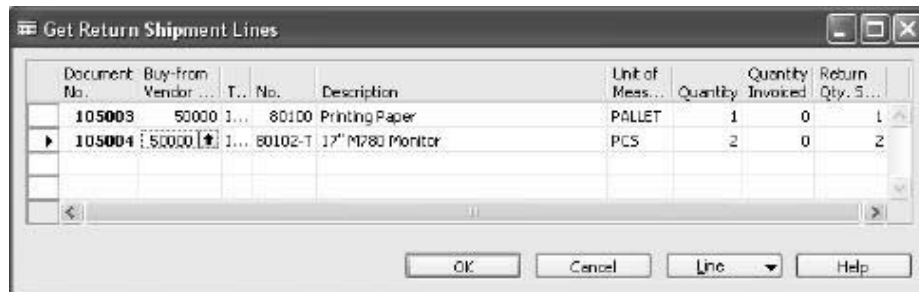 Get Return Shipment Lines
Document No. Buy-from Vendor ... T... No. Description Unit of Meas... Quantity Quantity Invoiced Return Qty. S...
105003 50000 I... 80100 Printing Paper PALLET 1 0 1
105004 50000 I... 80102-T 17" M780 Monitor PCS 2 0 2
OK Cancel Line Help